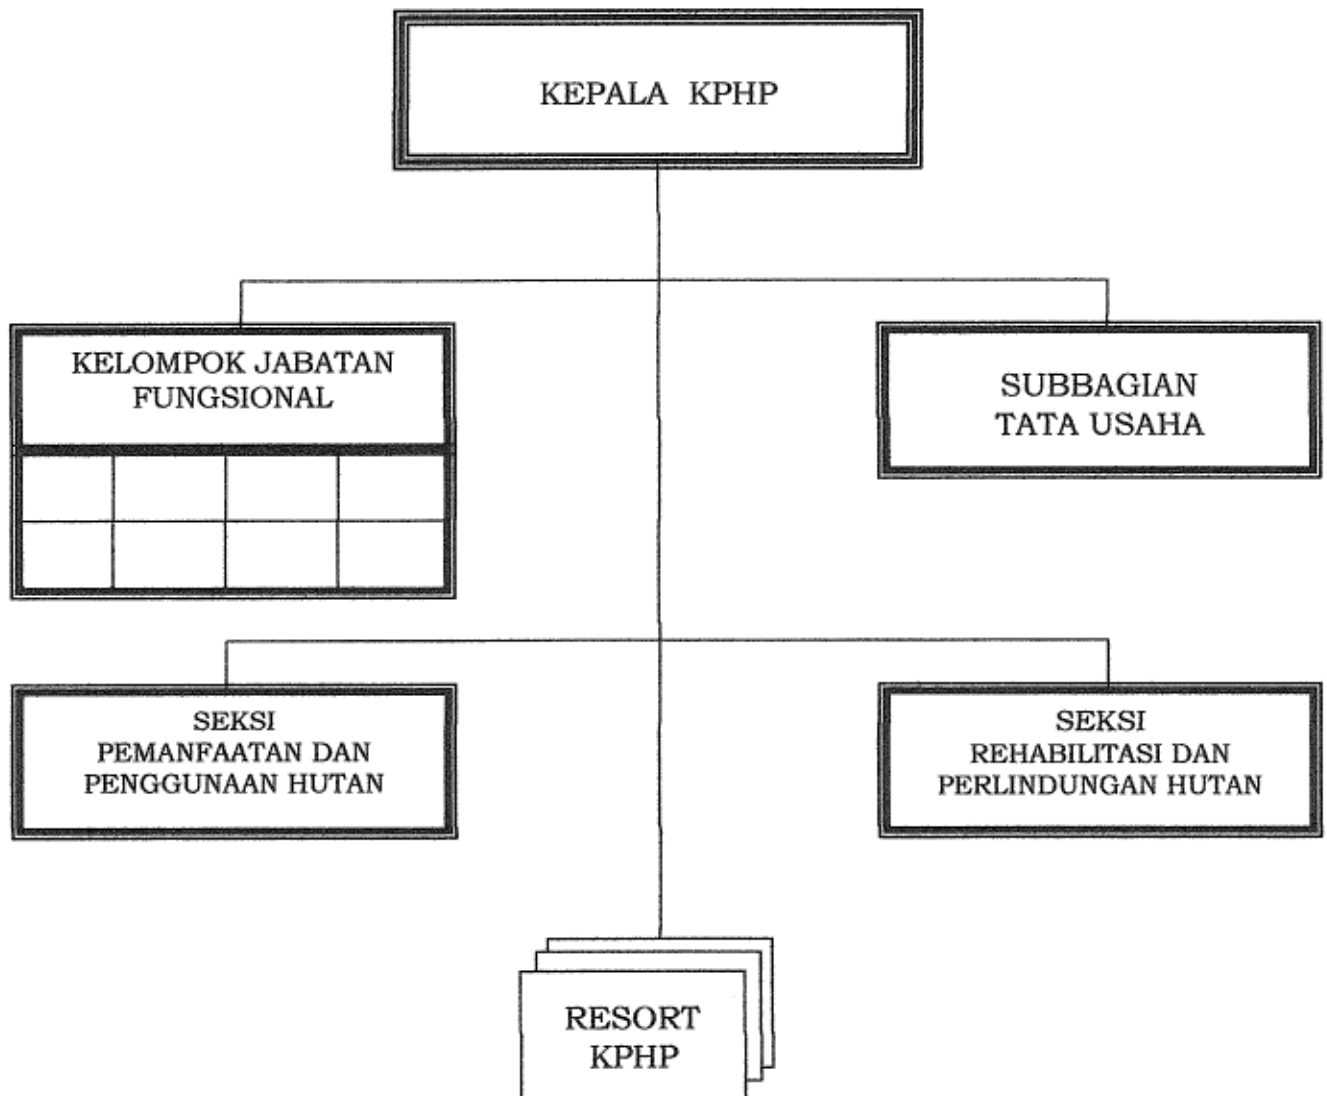 KEPALA KPHP
KELOMPOK JABATAN
FUNGSIONAL
SUBBAGIAN
TATA USAHA
SEKSI
PEMANFAATAN DAN
PENGGUNAAN HUTAN
SEKSI
REHABILITASI DAN
PERLINDUNGAN HUTAN
RESORT
KPHP